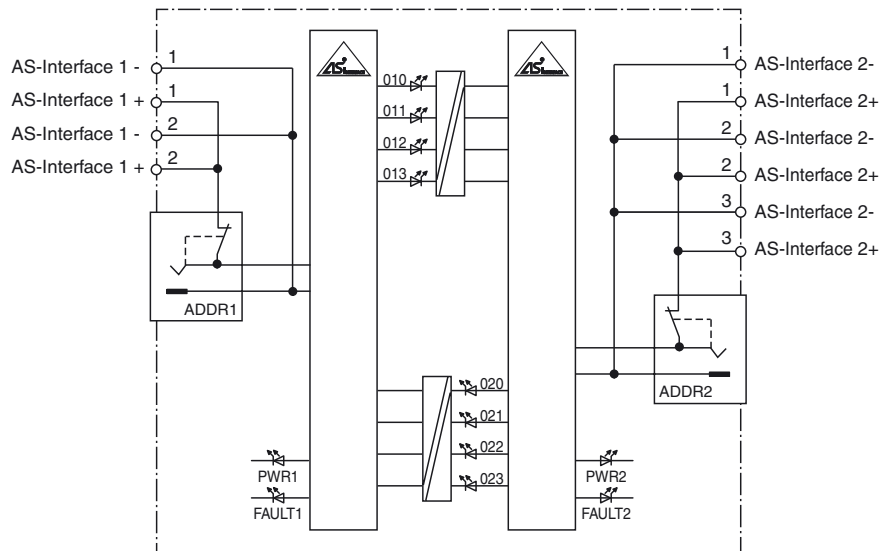 AS-Interface 1 -
1
AS-Interface 1 +
1
AS-Interface 1 -
2
AS-Interface 1 +
2
ADDR1
010
011
012
013
1
AS-Interface 2-
1
AS-Interface 2+
2
AS-Interface 2-
2
AS-Interface 2+
3
AS-Interface 2-
3
AS-Interface 2+
ADDR2
020
021
022
023
PWR1
FAULT1
PWR2
FAULT2